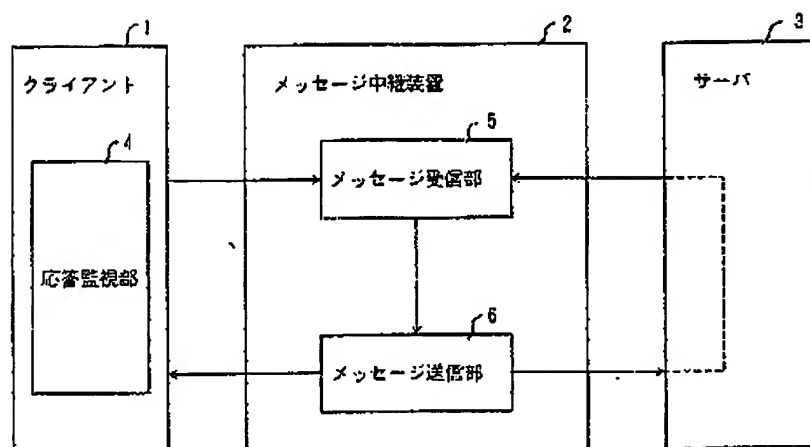 1
2
3
クライアント
メッセージ中継装置
サーバ
4
5
メッセージ受信部
応答監視部
6
メッセージ送信部